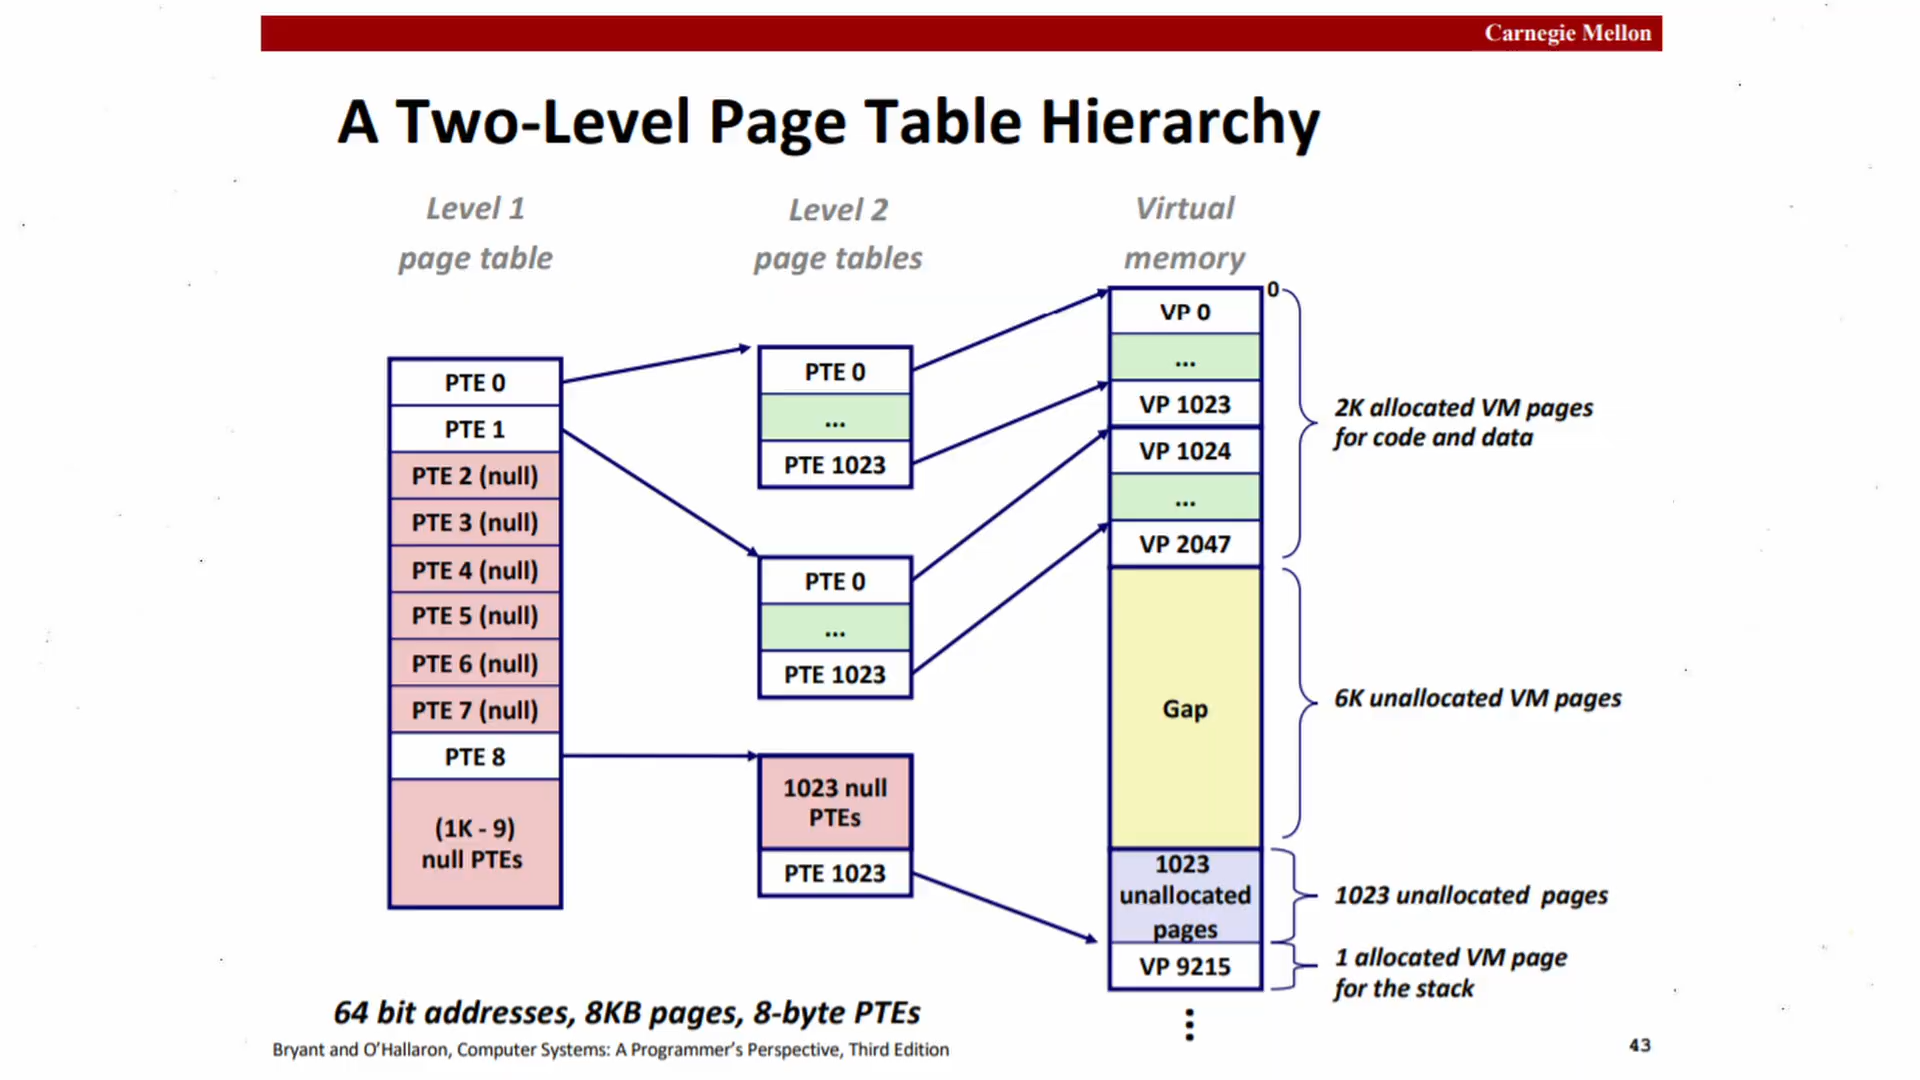 Carnegie Mellon
A Two-Level Page Table Hierarchy
Level 1
page table
Level 2
page tables
Virtual
memory
PTE 0
PTE 1
PTE 2 (null)
PTE 3 (null)
PTE 4 (null)
PTE 5 (null)
PTE 6 (null)
PTE 7 (null)
PTE 8
(1K - 9)
null PTEs
PTE 0
...
PTE 1023
PTE 0
...
PTE 1023
1023 null
PTEs
PTE 1023
0
VP 0
...
VP 1023
VP 1024
...
VP 2047
Gap
1023
unallocated
pages
VP 9215
2K allocated VM pages
for code and data
6K unallocated VM pages
1023 unallocated pages
1 allocated VM page
for the stack
64 bit addresses, 8KB pages, 8-byte PTEs
Bryant and O'Hallaron, Computer Systems: A Programmer's Perspective, Third Edition
43